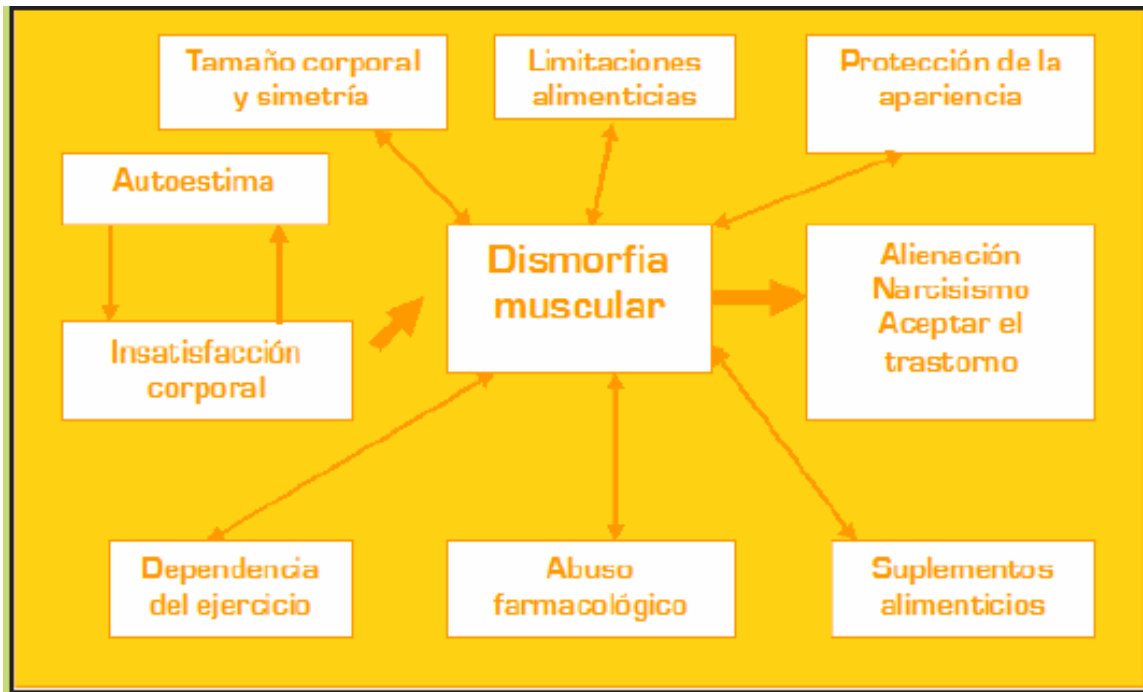 Tamaño corporal
y simetría
Limitaciones
alimenticias
Protección de la
apariencia
Autoestima
Dismorfia
muscular
Alienación
Narcisismo
Aceptar el
trastorno
Insatisfacción
corporal
Dependencia
del ejercicio
Abuso
farmacológico
Suplementos
alimenticios